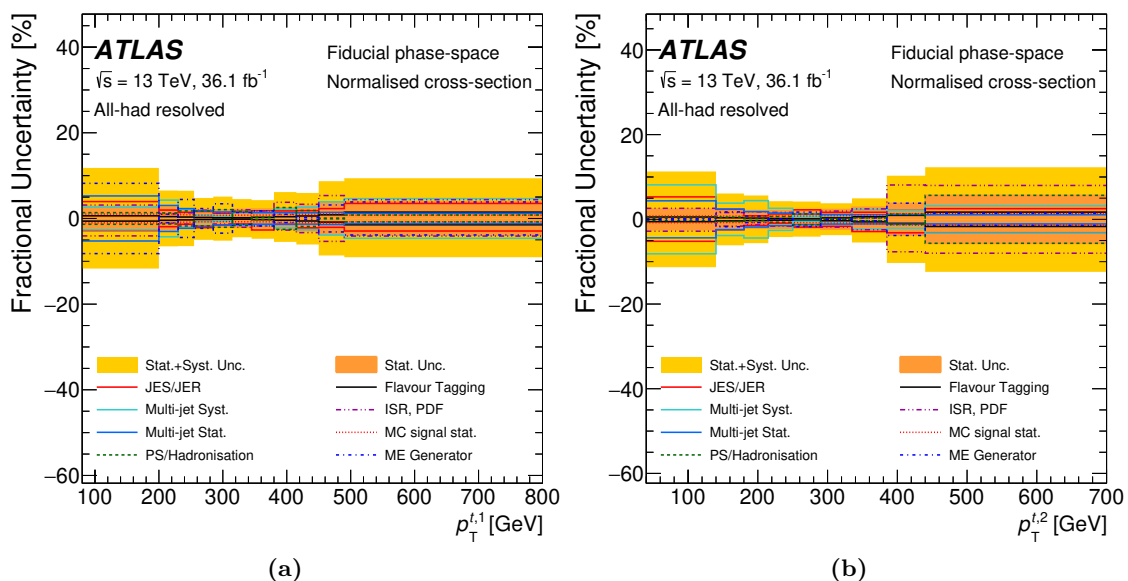 Fractional Uncertainty [%]
40
20
0
−20
−40
−60
ATLAS
Fiducial phase-space
√s = 13 TeV, 36.1 fb⁻¹
Normalised cross-section
All-had resolved
Stat.+Syst. Unc.
Stat. Unc.
JES/JER
Flavour Tagging
Multi-jet Syst.
ISR, PDF
Multi-jet Stat.
MC signal stat.
PS/Hadronisation
ME Generator
100 200 300 400 500 600 700 800
p_T^{t,1} [GeV]
(a)
Fractional Uncertainty [%]
40
20
0
−20
−40
−60
ATLAS
Fiducial phase-space
√s = 13 TeV, 36.1 fb⁻¹
Normalised cross-section
All-had resolved
Stat.+Syst. Unc.
Stat. Unc.
JES/JER
Flavour Tagging
Multi-jet Syst.
ISR, PDF
Multi-jet Stat.
MC signal stat.
PS/Hadronisation
ME Generator
100 200 300 400 500 600 700
p_T^{t,2} [GeV]
(b)